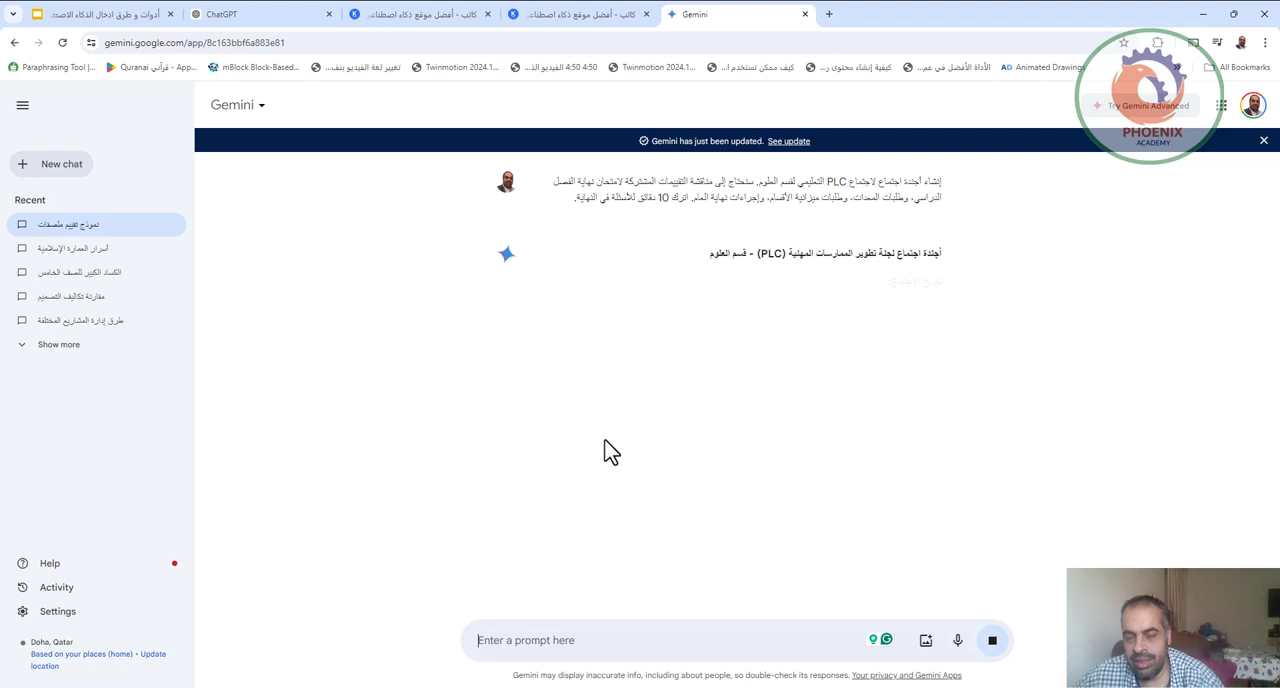 أدوات و طرق ادخال الذكاء الاصط
ChatGPT
كاتب - أفضل موقع ذكاء اصطناعي
كاتب - أفضل موقع ذكاء اصطناعي
Gemini
gemini.google.com/app/8c163bbf6a883e81
Paraphrasing Tool |...
Quranai قرآني - App...
mBlock Block-Based...
تغيير لغة الفيديو بنف...
4:50 4:50 الفيديو الذ...
Twinmotion 2024.1...
كيف ممكن تستخدم ا...
كيفية إنشاء محتوى ر...
Twinmotion 2024.1...
الأداة الأفضل في عم...
AD Animated Drawings
All Bookmarks
Gemini
Try Gemini Advanced
PHOENIX
ACADEMY
Gemini has just been updated. See update
New chat
Recent
نموذج تقييم ملصقات
أسرار العمارة الإسلامية
الكساد الكبير للصف الخامس
مقارنة تكاليف التصميم
طرق إدارة المشاريع المختلفة
Show more
إنشاء أجندة اجتماع لاجتماع PLC التعليمي لقسم العلوم. سنحتاج إلى مناقشة التقييمات المشتركة لامتحان نهاية الفصل
الدراسي، وطلبات المعدات، وطلبات ميزانية الأقسام، وإجراءات نهاية العام. اترك 10 دقائق للأسئلة في النهاية.
أجندة اجتماع لجنة تطوير الممارسات المهنية (PLC) - قسم العلوم
تاريخ الاجتماع:
Help
Activity
Settings
Doha, Qatar
Based on your places (home) • Update
location
Enter a prompt here
Gemini may display inaccurate info, including about people, so double-check its responses. Your privacy and Gemini Apps